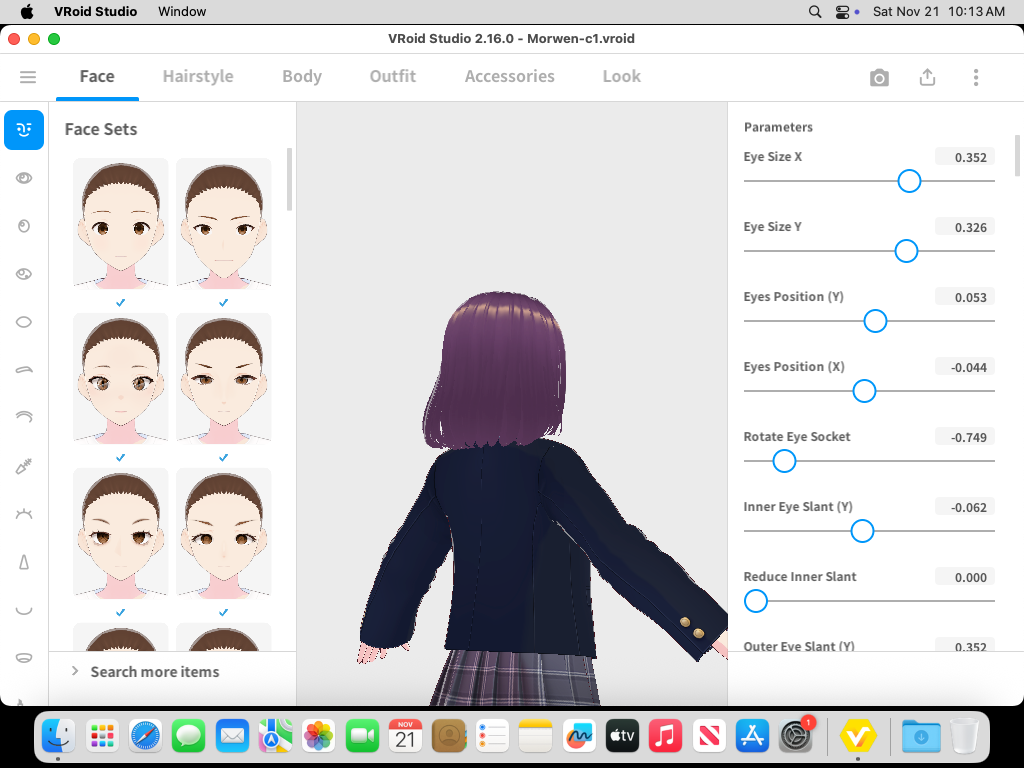 VRoid Studio Window Sat Nov 21 10:13 AM
VRoid Studio 2.16.0 - Morwen-c1.vroid
Face Hairstyle Body Outfit Accessories Look
Face Sets
Search more items
Parameters
Eye Size X 0.352
Eye Size Y 0.326
Eyes Position (Y) 0.053
Eyes Position (X) -0.044
Rotate Eye Socket -0.749
Inner Eye Slant (Y) -0.062
Reduce Inner Slant 0.000
Outer Eye Slant (Y) 0.352
NOV
21
tv
1